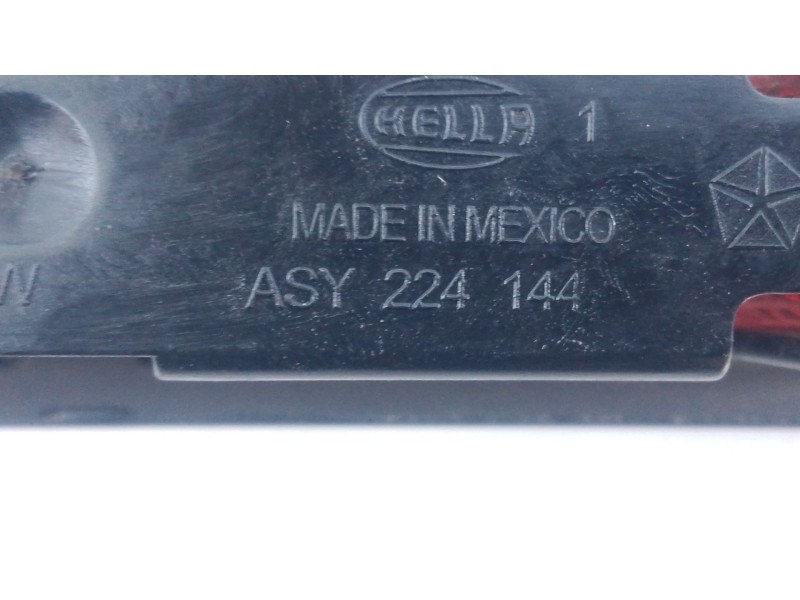 HELLA 1
MADE IN MEXICO
W
ASY 224 144